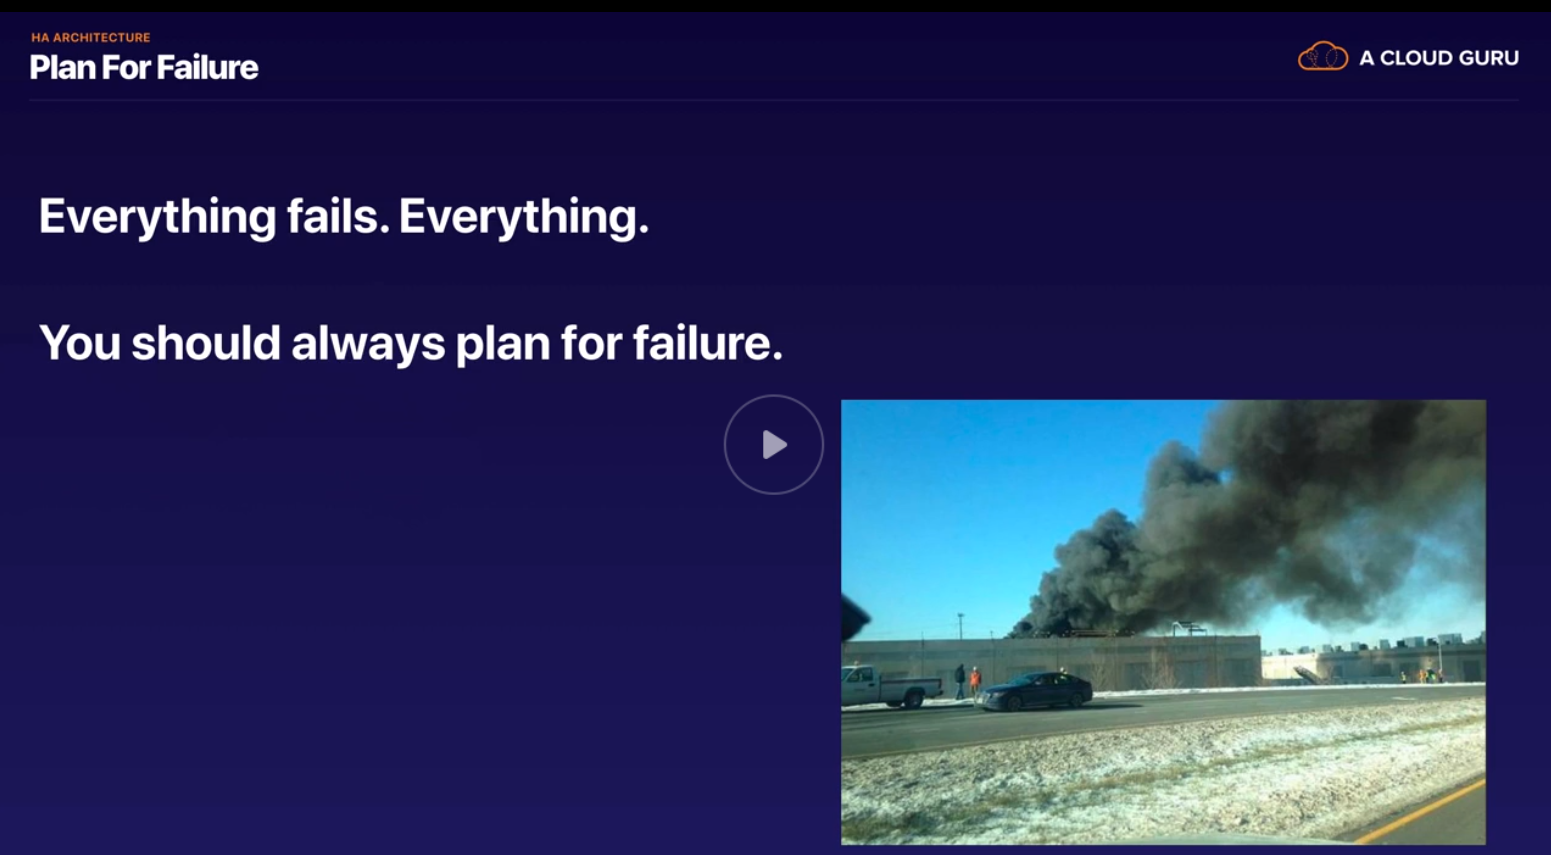 HA ARCHITECTURE
Plan For Failure
A CLOUD GURU
Everything fails. Everything.
You should always plan for failure.